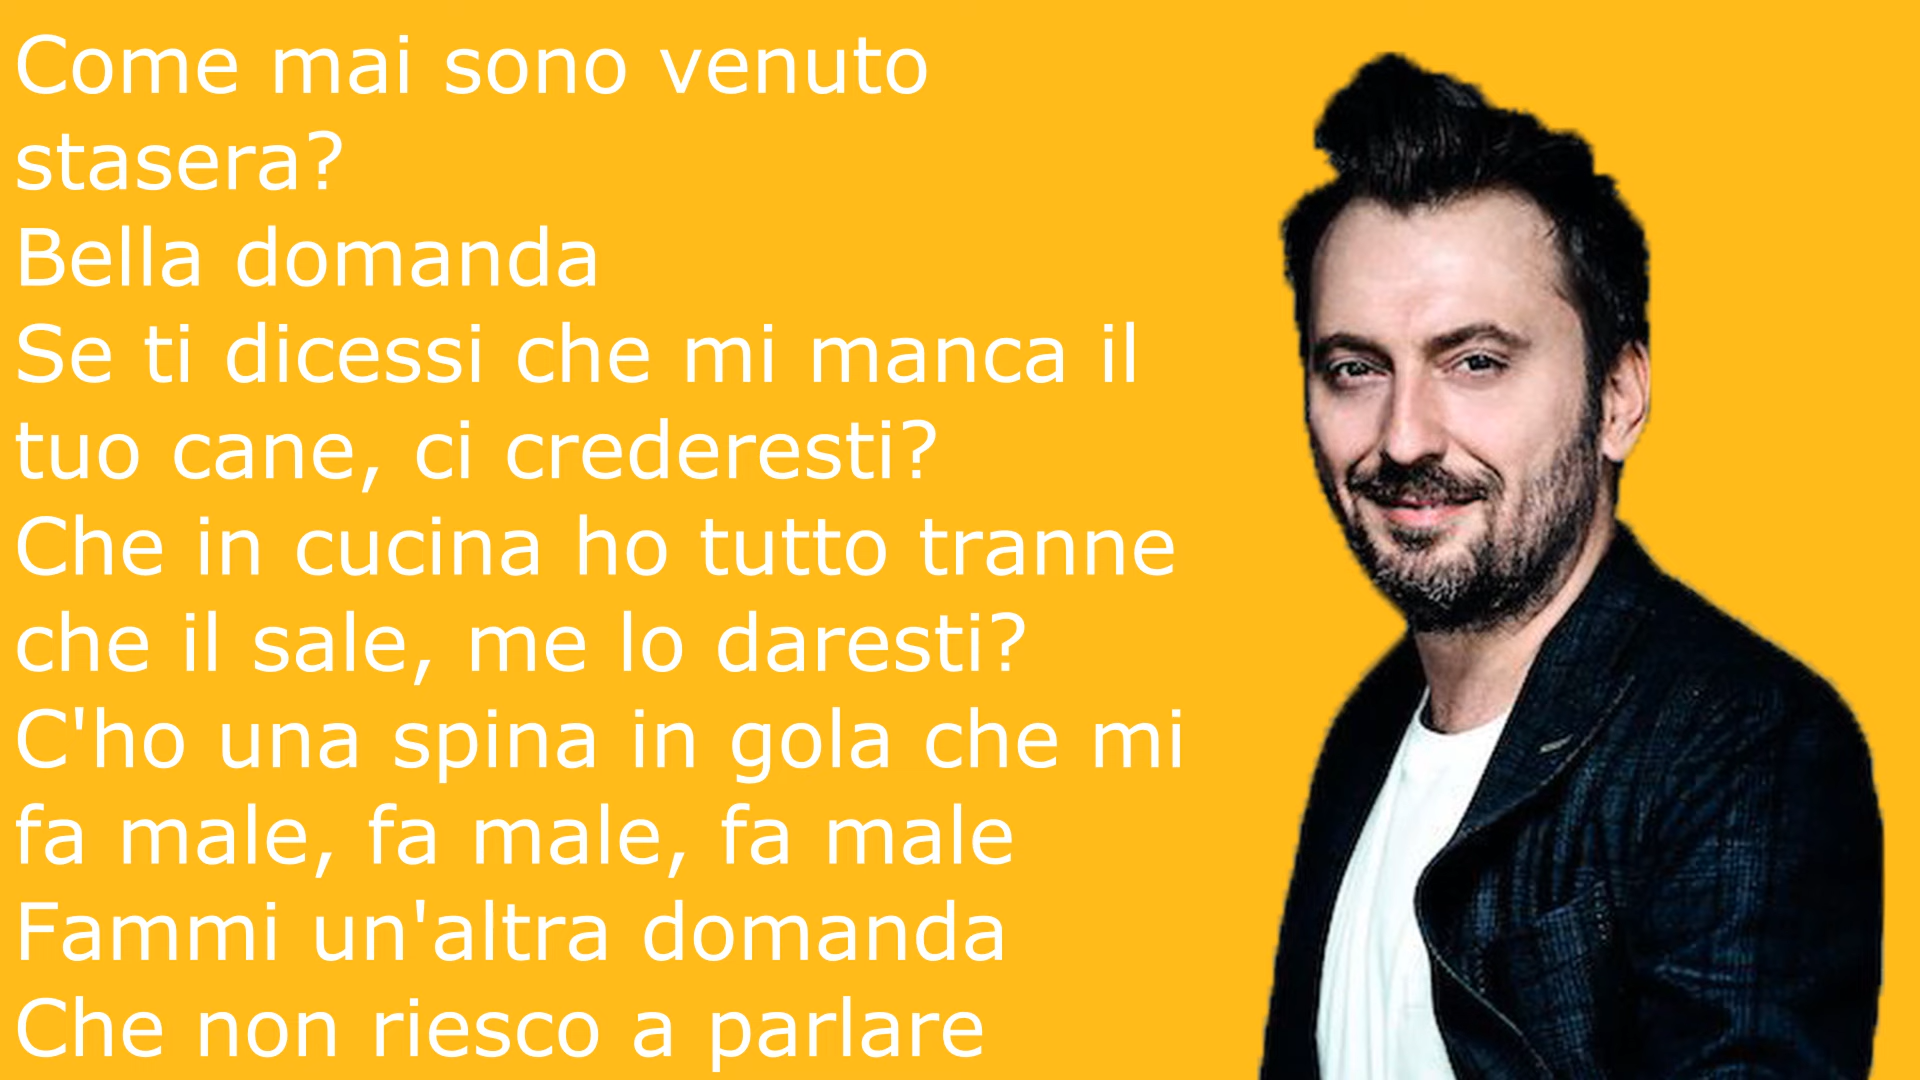 Come mai sono venuto
stasera?
Bella domanda
Se ti dicessi che mi manca il
tuo cane, ci crederesti?
Che in cucina ho tutto tranne
che il sale, me lo daresti?
C'ho una spina in gola che mi
fa male, fa male, fa male
Fammi un'altra domanda
Che non riesco a parlare